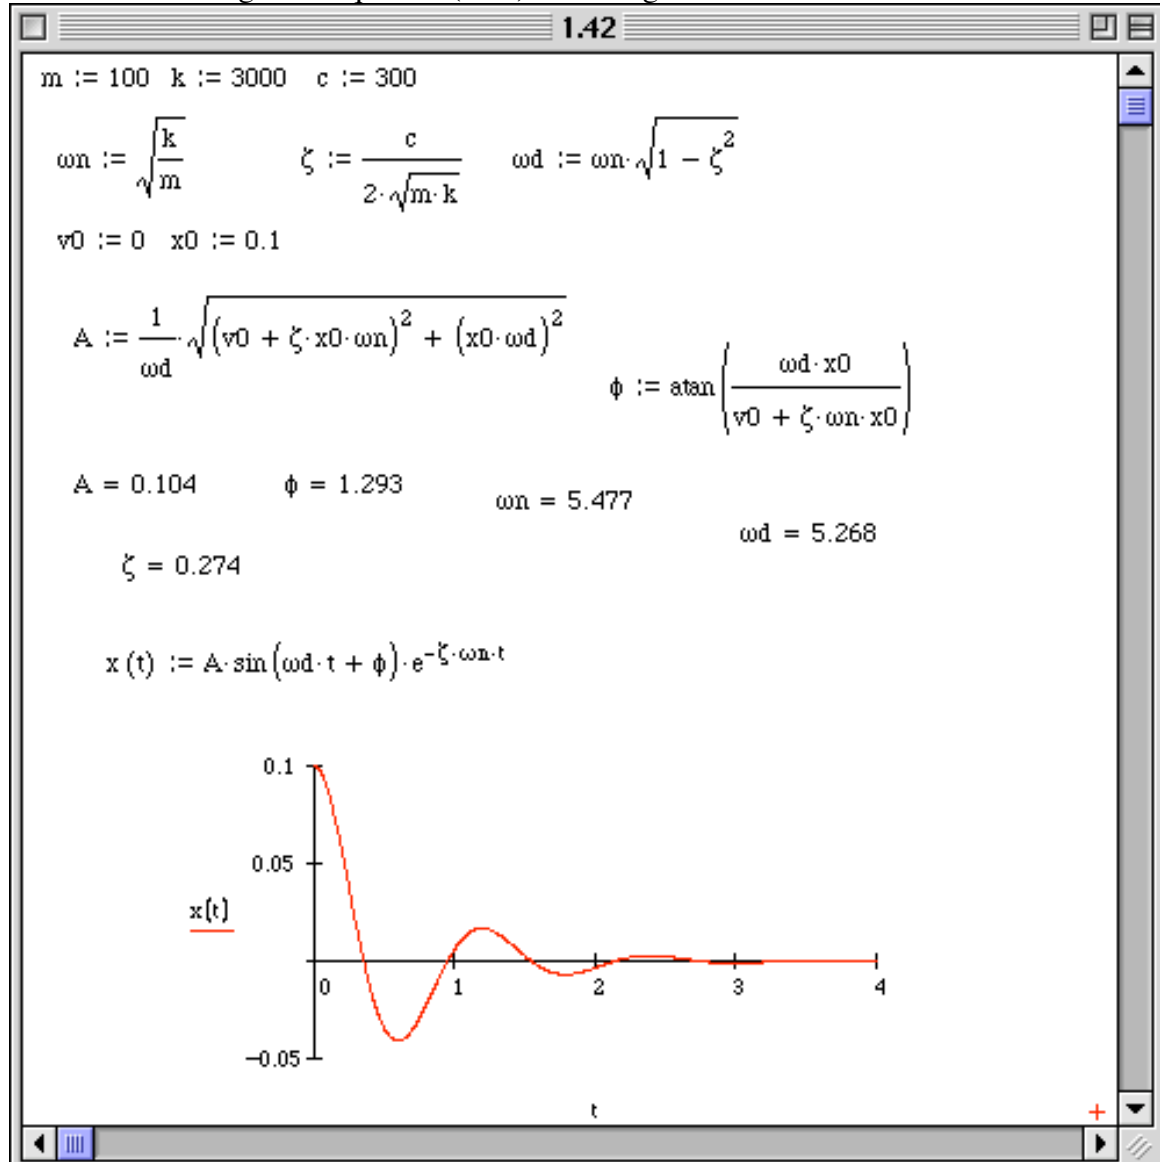 1.42
m := 100 k := 3000 c := 300
ωn := √(k/m) ζ := c/(2·√(m·k)) ωd := ωn·√(1 − ζ²)
v0 := 0 x0 := 0.1
A := 1/ωd·√((v0 + ζ·x0·ωn)² + (x0·ωd)²)
ϕ := atan(ωd·x0/(v0 + ζ·ωn·x0))
A = 0.104 ϕ = 1.293
ωn = 5.477
ωd = 5.268
ζ = 0.274
x(t) := A·sin(ωd·t + ϕ)·e^(−ζ·ωn·t)
0.1
0.05
x(t)
0 1 2 3 4
−0.05
t